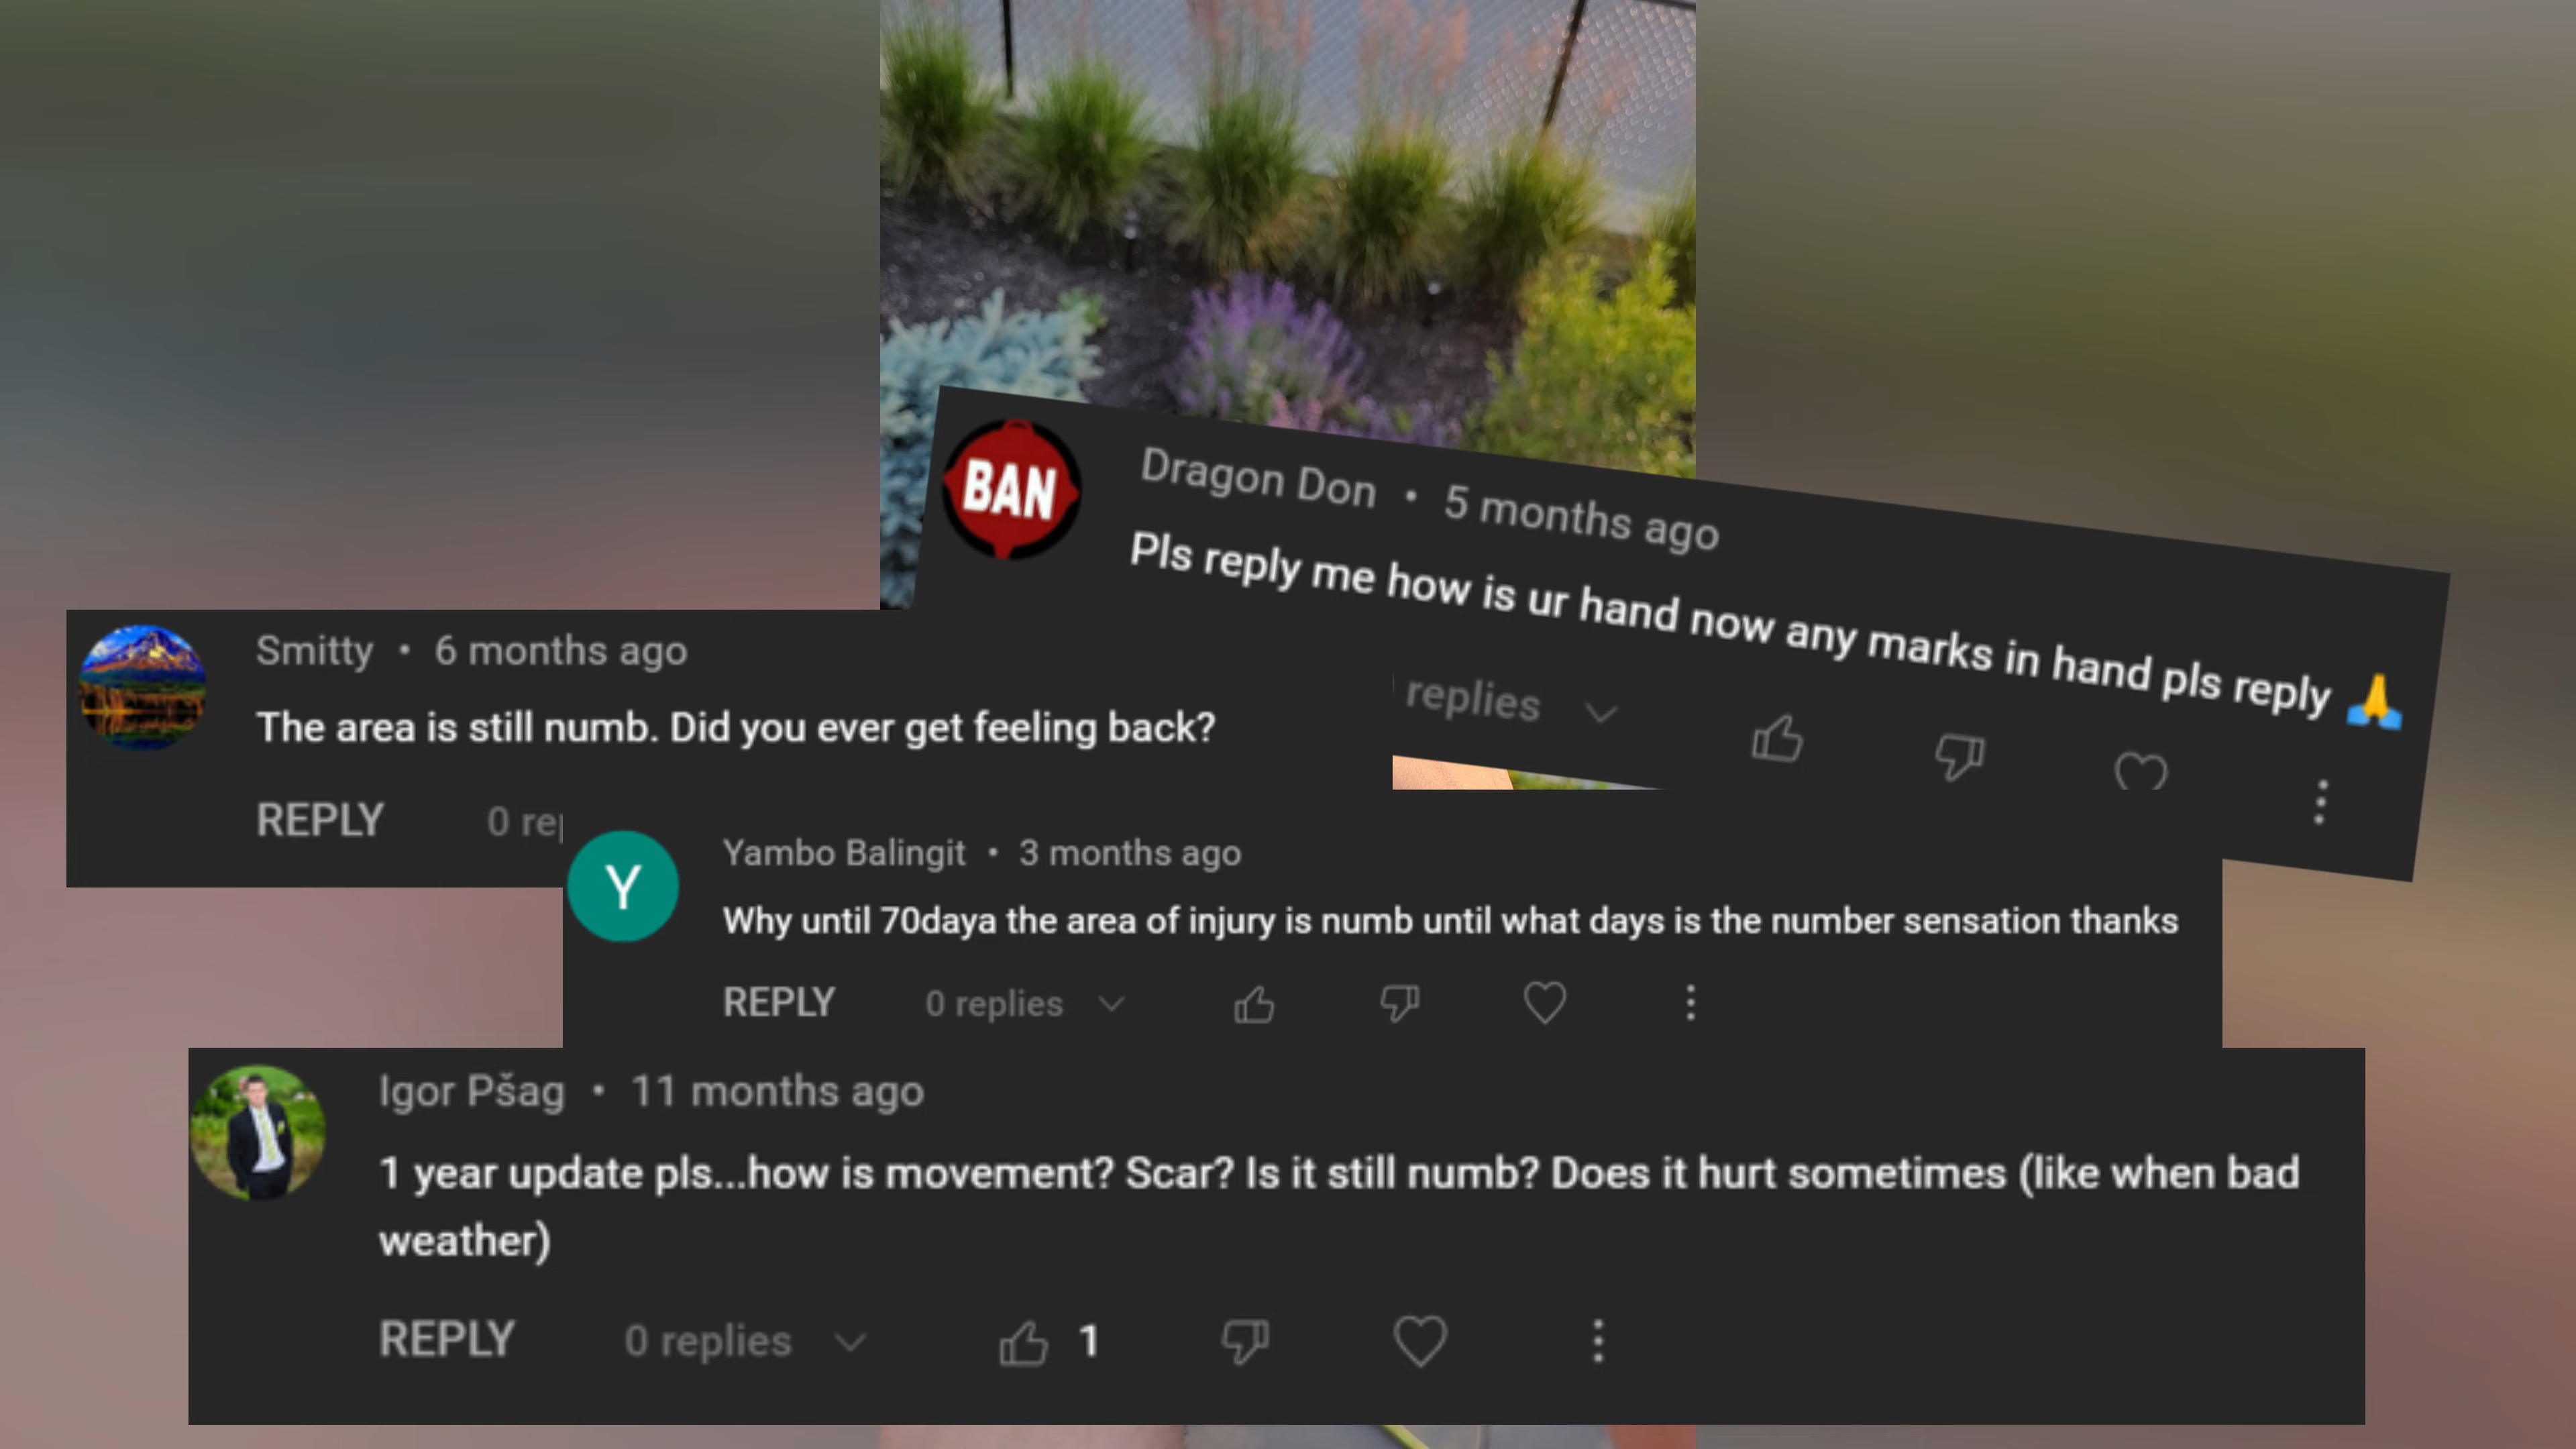 BAN
Dragon Don • 5 months ago
Pls reply me how is ur hand now any marks in hand pls reply 🙏
replies
Smitty • 6 months ago
The area is still numb. Did you ever get feeling back?
REPLY 0 re
Y
Yambo Balingit • 3 months ago
Why until 70daya the area of injury is numb until what days is the number sensation thanks
REPLY 0 replies
Igor Pšag • 11 months ago
1 year update pls...how is movement? Scar? Is it still numb? Does it hurt sometimes (like when bad
weather)
REPLY 0 replies 1